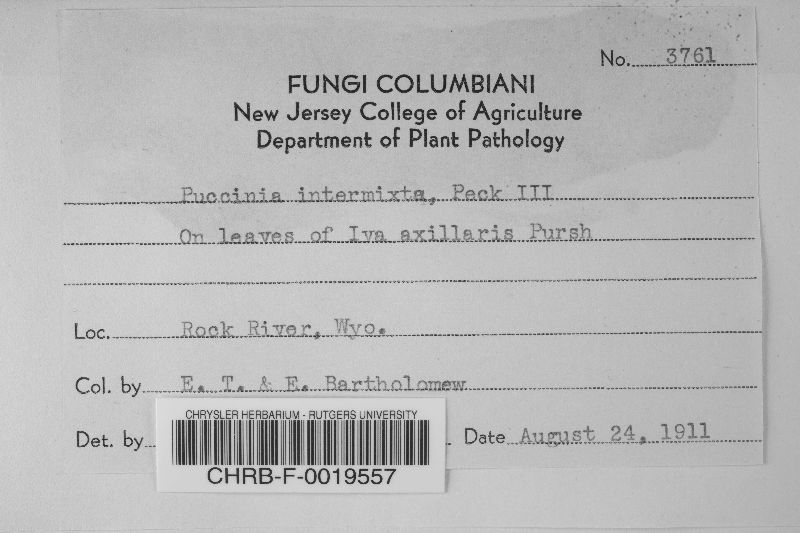 No. 3761
FUNGI COLUMBIANI
New Jersey College of Agriculture
Department of Plant Pathology
Puccinia intermixta, Peck III
On leaves of Iva axillaris Pursh
Loc. Rock River, Wyo.
Col. by E. T. & E. Bartholomew
Det. by Date August 24, 1911
CHRYSLER HERBARIUM - RUTGERS UNIVERSITY
CHRB-F-0019557